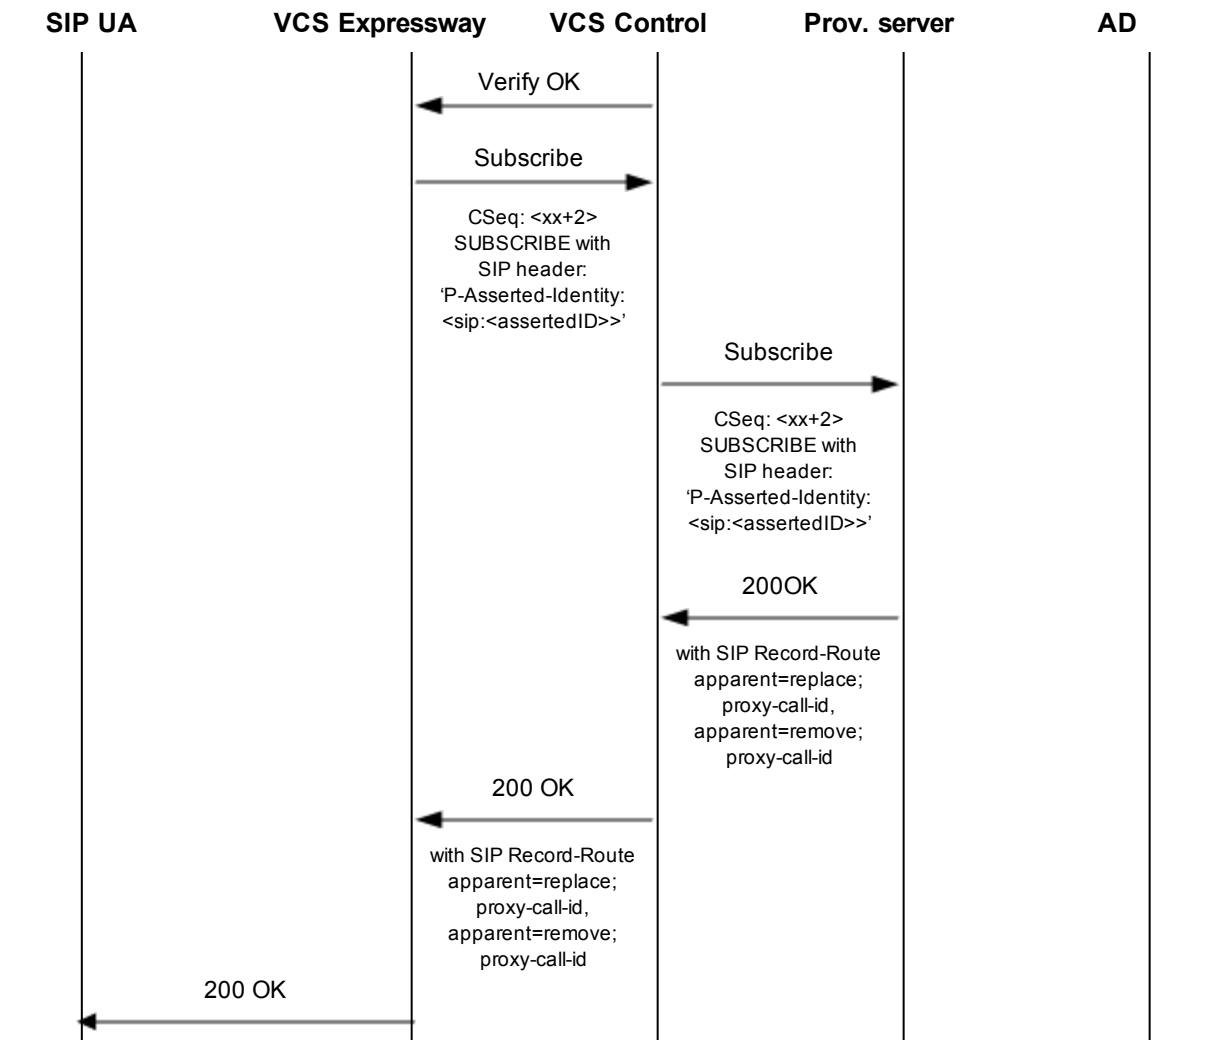 SIP UA VCS Expressway VCS Control Prov. server AD
Verify OK
Subscribe
CSeq: <xx+2>
SUBSCRIBE with
SIP header:
‘P-Asserted-Identity:
<sip:<assertedID>>’
Subscribe
CSeq: <xx+2>
SUBSCRIBE with
SIP header:
‘P-Asserted-Identity:
<sip:<assertedID>>’
200OK
with SIP Record-Route
apparent=replace;
proxy-call-id,
apparent=remove;
proxy-call-id
200 OK
with SIP Record-Route
apparent=replace;
proxy-call-id,
apparent=remove;
proxy-call-id
200 OK